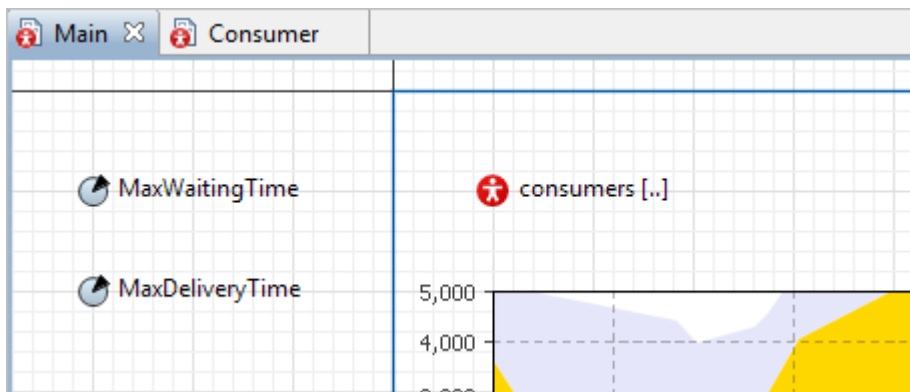 Main
Consumer
MaxWaitingTime
consumers [..]
MaxDeliveryTime
5,000
4,000